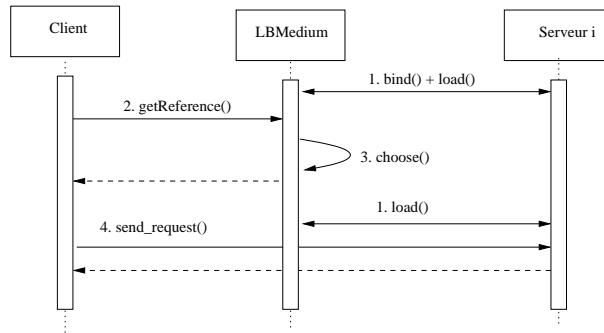 Client
LBMedium
Serveur i
1. bind() + load()
2. getReference()
3. choose()
1. load()
4. send_request()